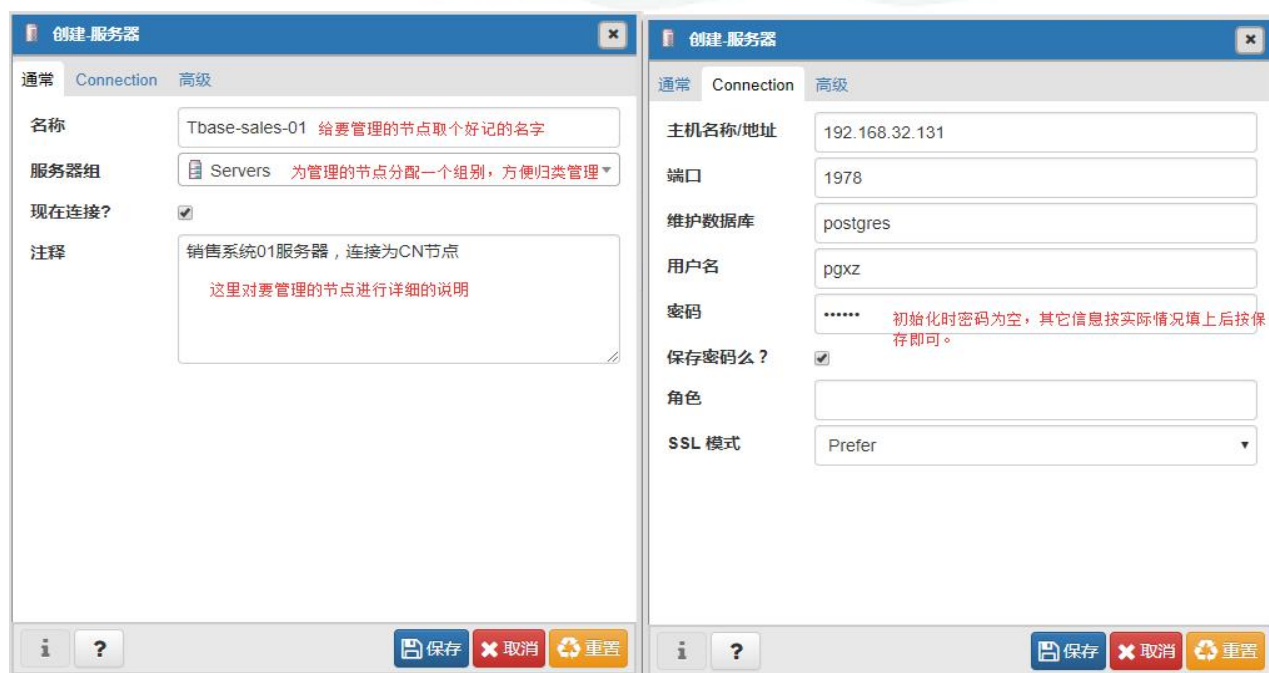 创建-服务器
通常 Connection 高级
名称 Tbase-sales-01 给要管理的节点取个好记的名字
服务器组 Servers 为管理的节点分配一个组别，方便归类管理
现在连接?
注释 销售系统01服务器，连接为CN节点
这里对要管理的节点进行详细的说明
i ? 保存 取消 重置
创建-服务器
通常 Connection 高级
主机名称/地址 192.168.32.131
端口 1978
维护数据库 postgres
用户名 pgxz
密码 •••••• 初始化时密码为空，其它信息按实际情况填上后按保
存即可。
保存密码么？
角色
SSL 模式 Prefer
i ? 保存 取消 重置